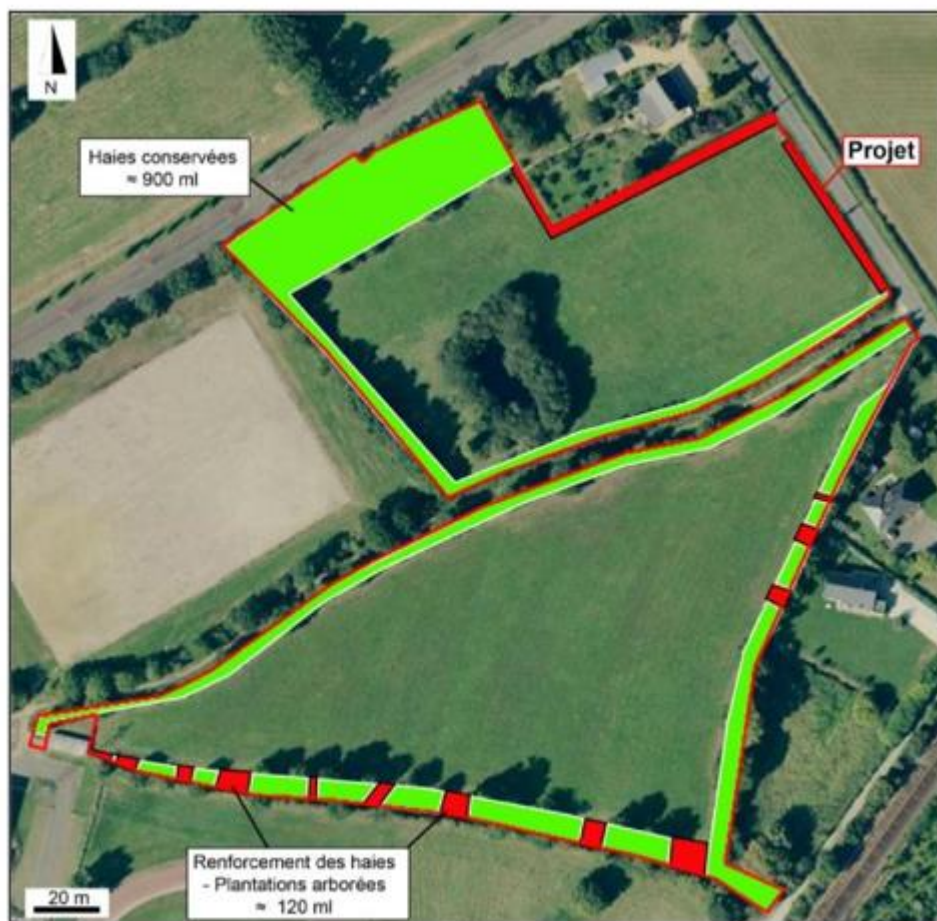 N
Haies conservées
≈ 900 ml
Projet
Renforcement des haies
- Plantations arborées
≈ 120 ml
20 m